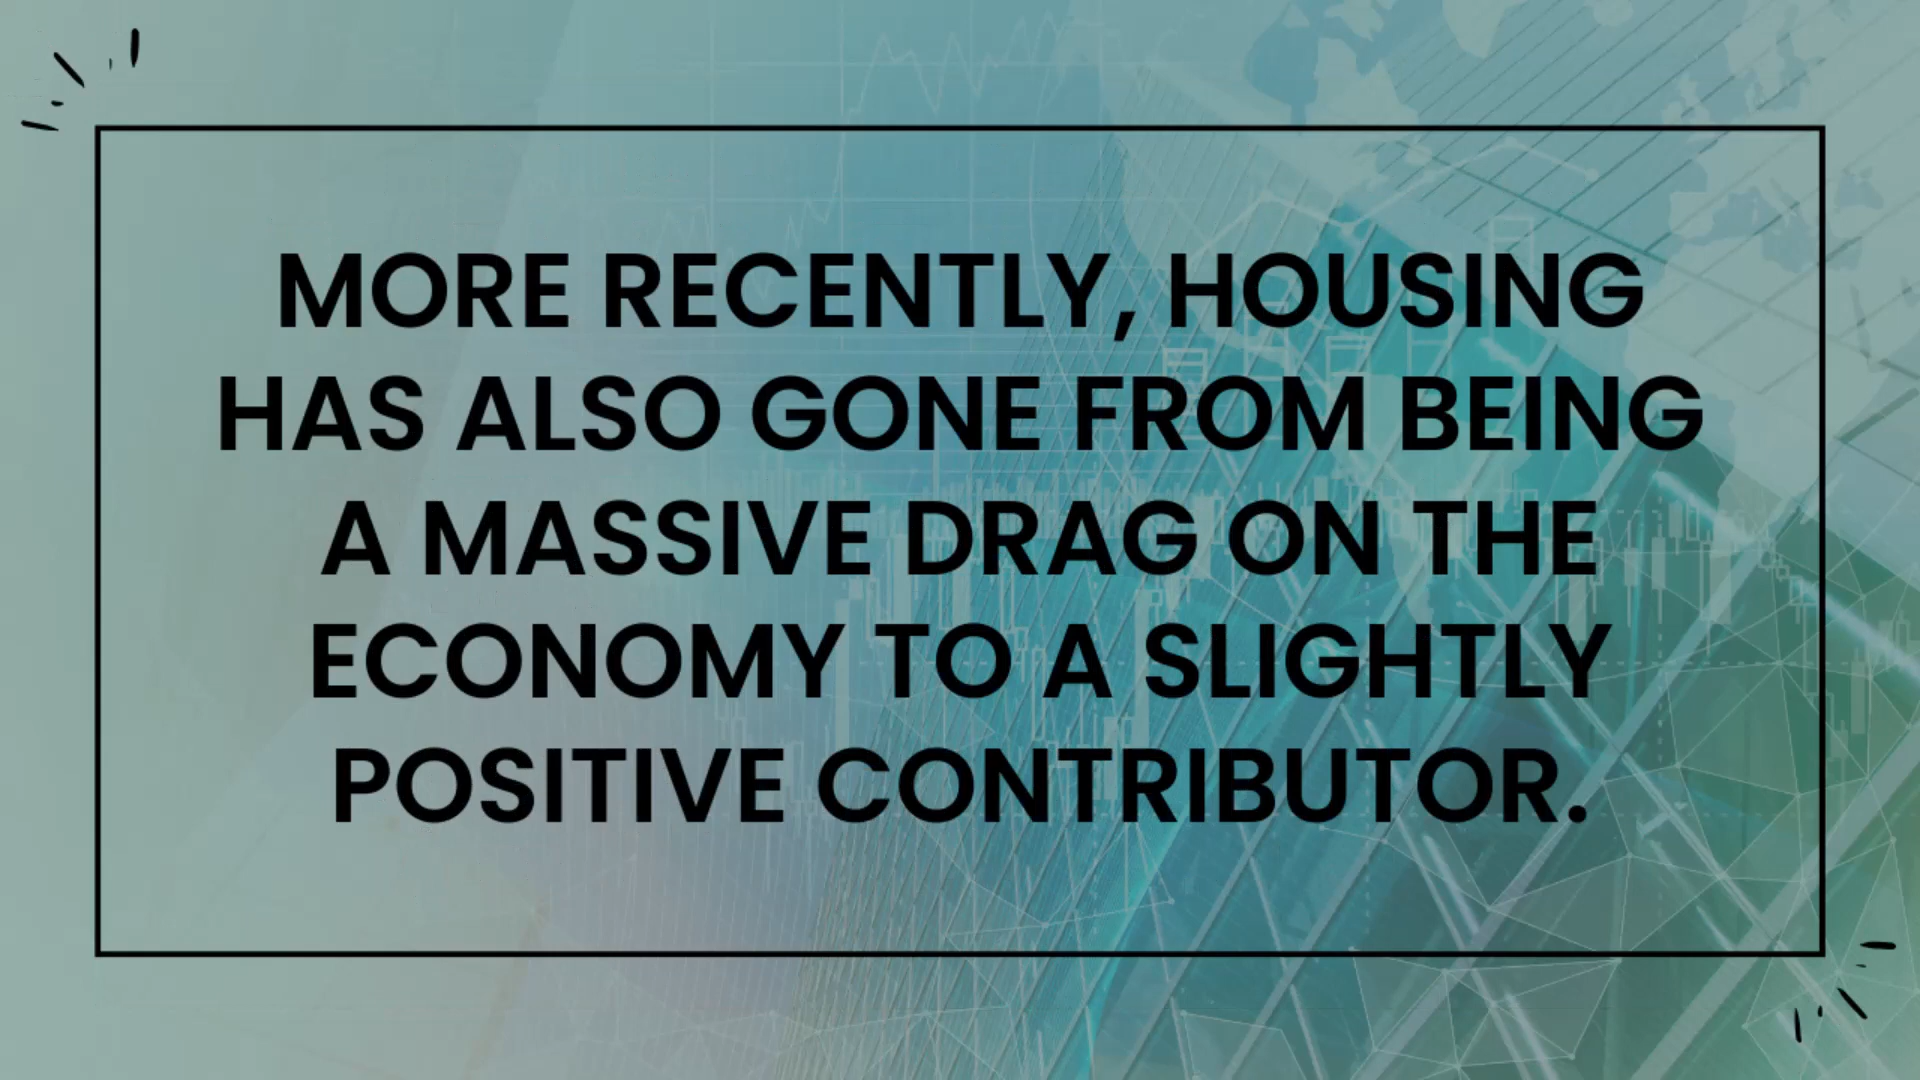 MORE RECENTLY, HOUSING
HAS ALSO GONE FROM BEING
A MASSIVE DRAG ON THE
ECONOMY TO A SLIGHTLY
POSITIVE CONTRIBUTOR.